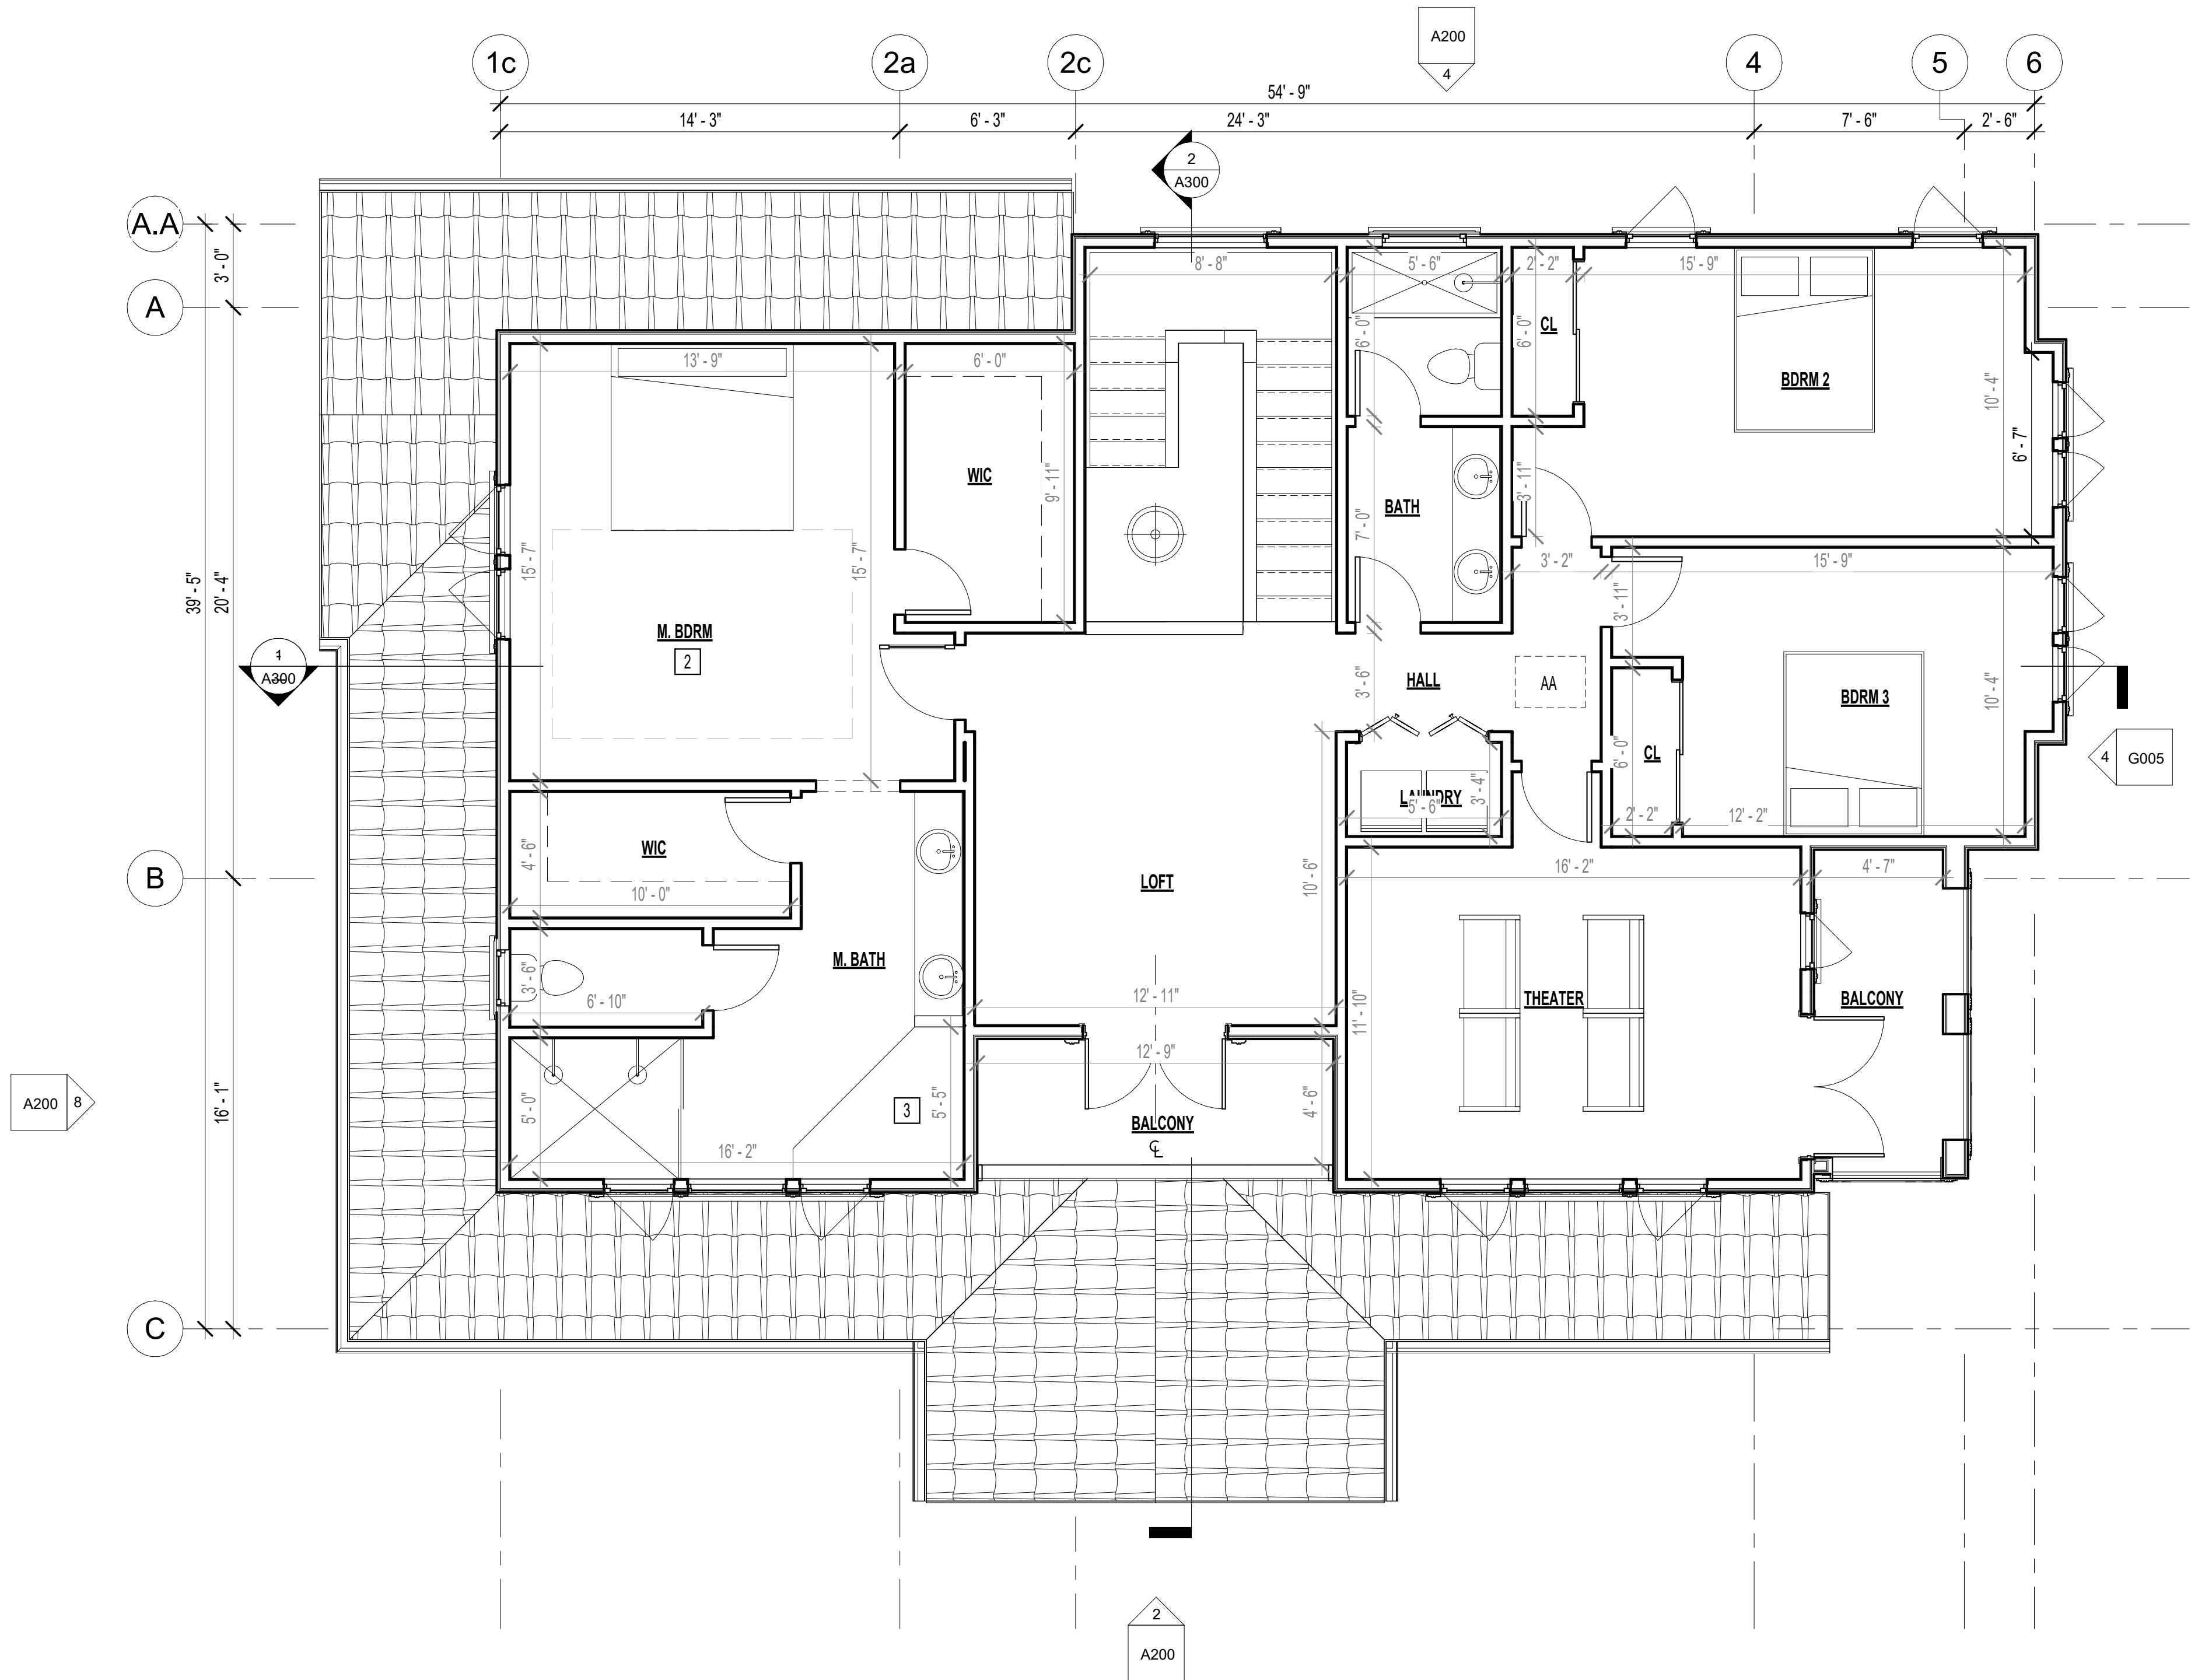 A200
4
1c
2a
2c
4
5
6
54' - 9"
14' - 3"
6' - 3"
24' - 3"
7' - 6"
2' - 6"
2
A300
A.A
A
B
C
3' - 0"
39' - 5"
20' - 4"
16' - 1"
8' - 8"
5' - 6"
2' - 2"
15' - 9"
6' - 0"
6' - 0"
CL
BDRM 2
10' - 4"
6' - 7"
13' - 9"
6' - 0"
WIC
9' - 11"
15' - 7"
15' - 7"
M. BDRM
2
7' - 0"
BATH
3' - 11"
3' - 2"
15' - 9"
3' - 11"
1
A300
3' - 6"
HALL
AA
BDRM 3
10' - 4"
CL
6' - 0"
2' - 2"
12' - 2"
4
G005
LAUNDRY
5' - 6"
3' - 4"
WIC
4' - 6"
10' - 0"
LOFT
10' - 6"
16' - 2"
4' - 7"
M. BATH
3' - 6"
6' - 10"
12' - 11"
11' - 10"
THEATER
BALCONY
12' - 9"
5' - 0"
3
5' - 5"
4' - 6"
BALCONY
℄
16' - 2"
A200
8
2
A200